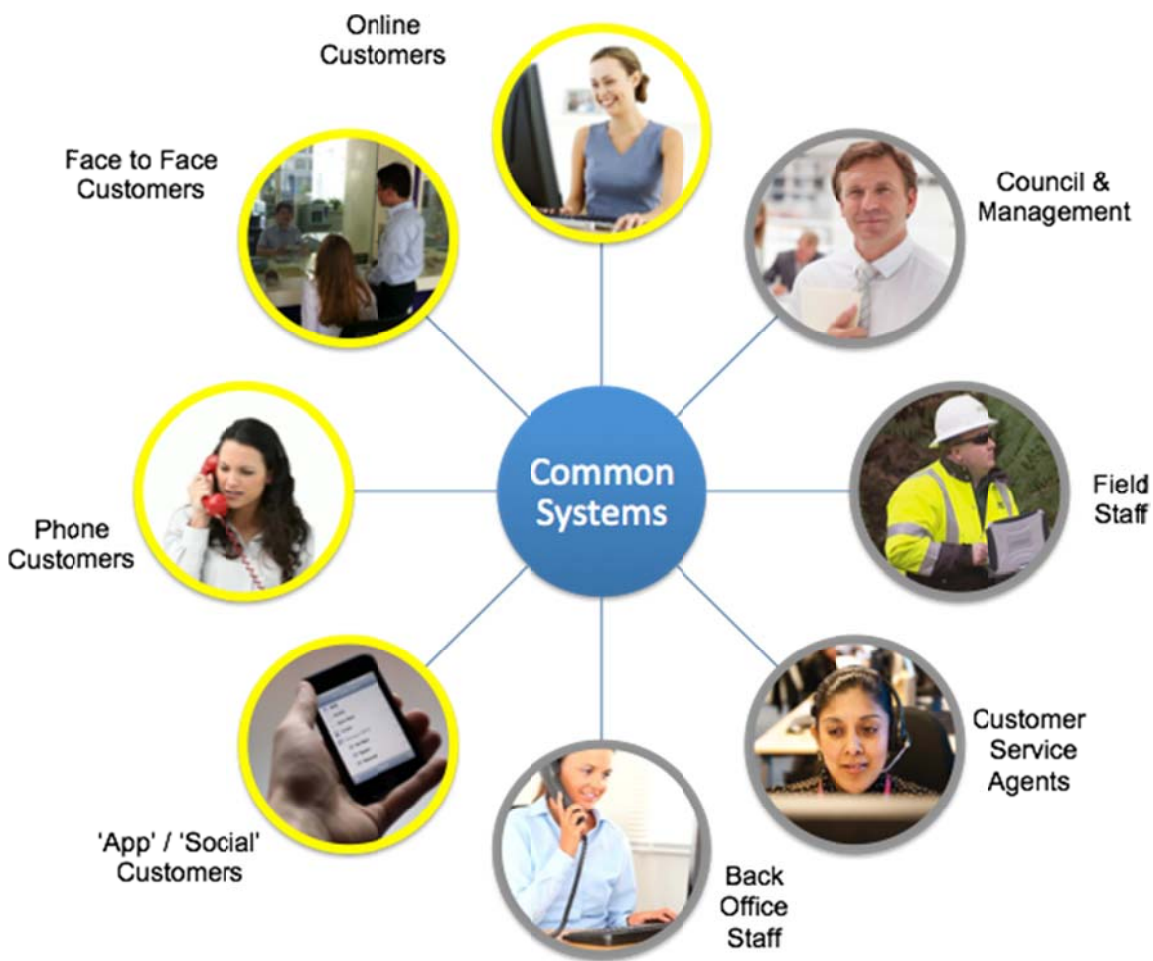 Online
Customers
Face to Face
Customers
Council &
Management
Common
Systems
Field
Staff
Phone
Customers
Customer
Service
Agents
'App' / 'Social'
Customers
Back
Office
Staff